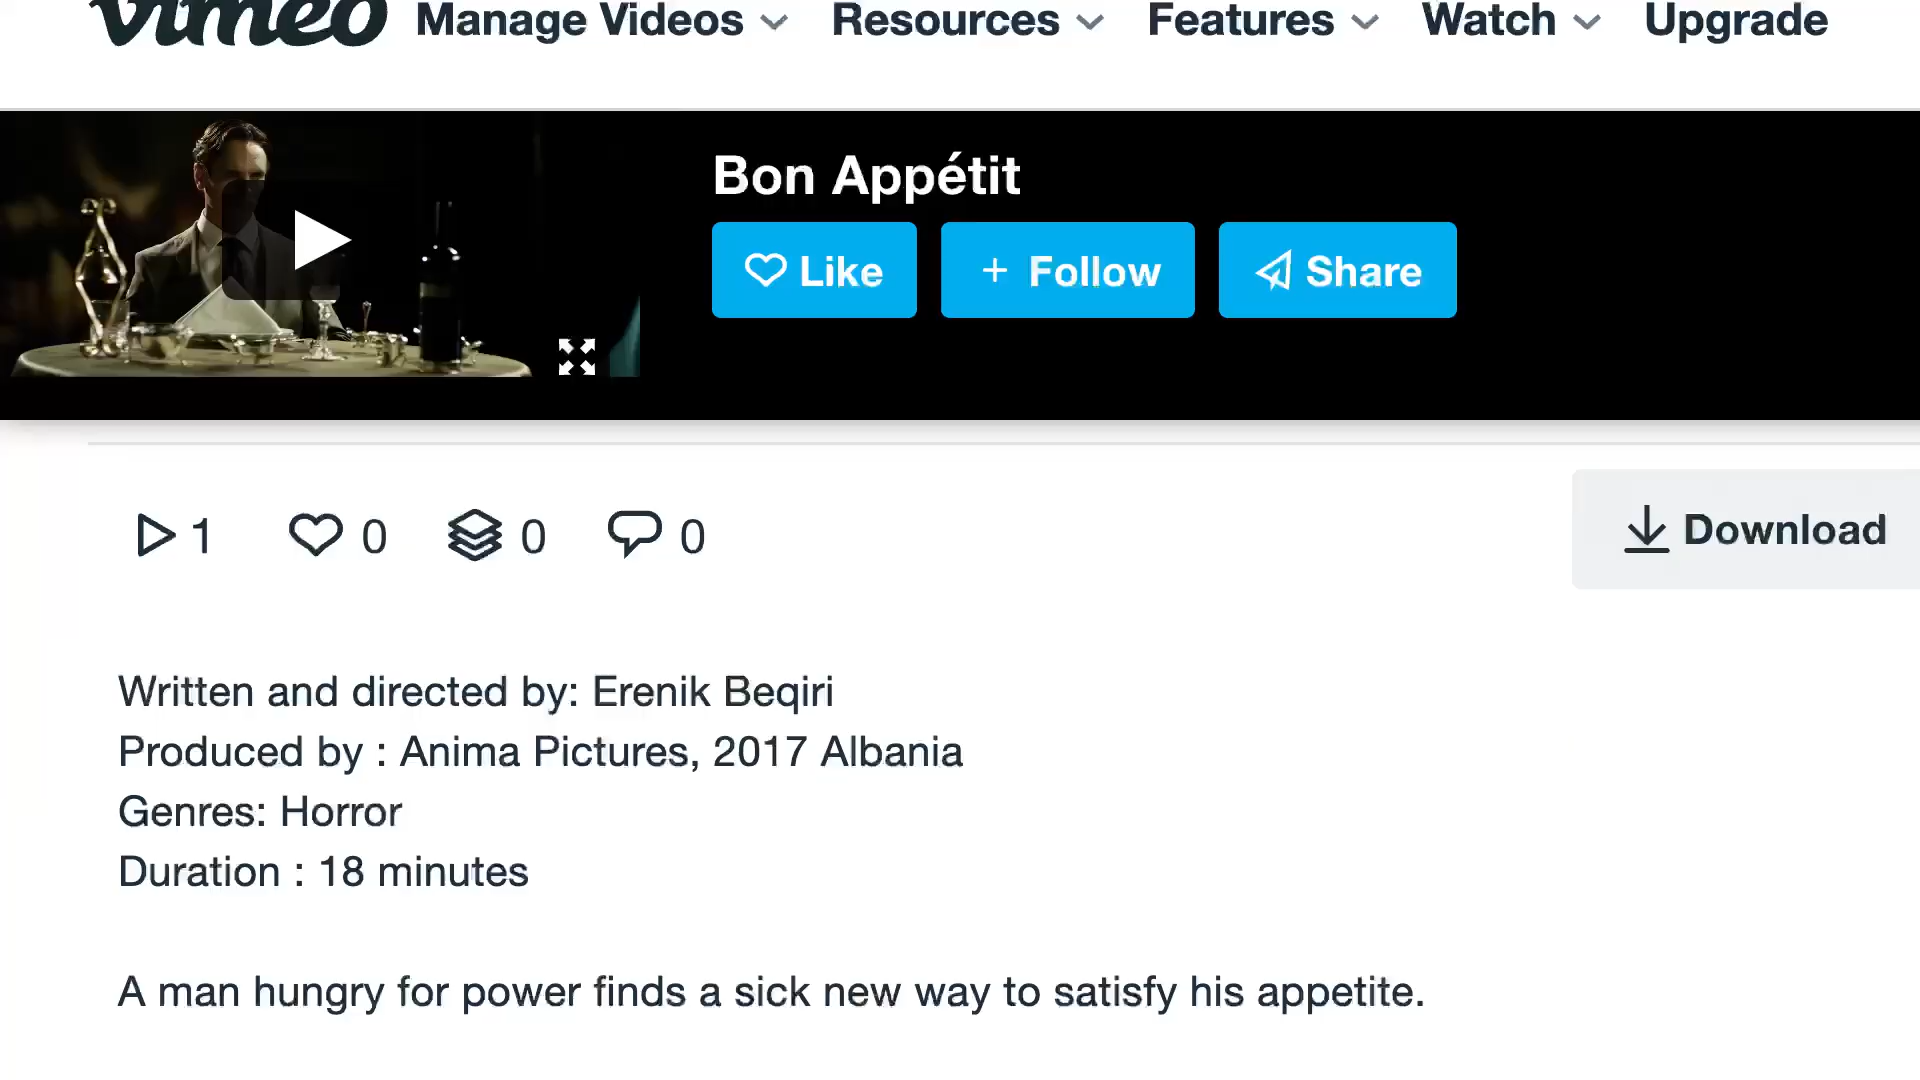 vimeo Manage Videos Resources Features Watch Upgrade
Bon Appétit
Like + Follow Share
1 0 0 0
Download
Written and directed by: Erenik Beqiri
Produced by : Anima Pictures, 2017 Albania
Genres: Horror
Duration : 18 minutes
A man hungry for power finds a sick new way to satisfy his appetite.